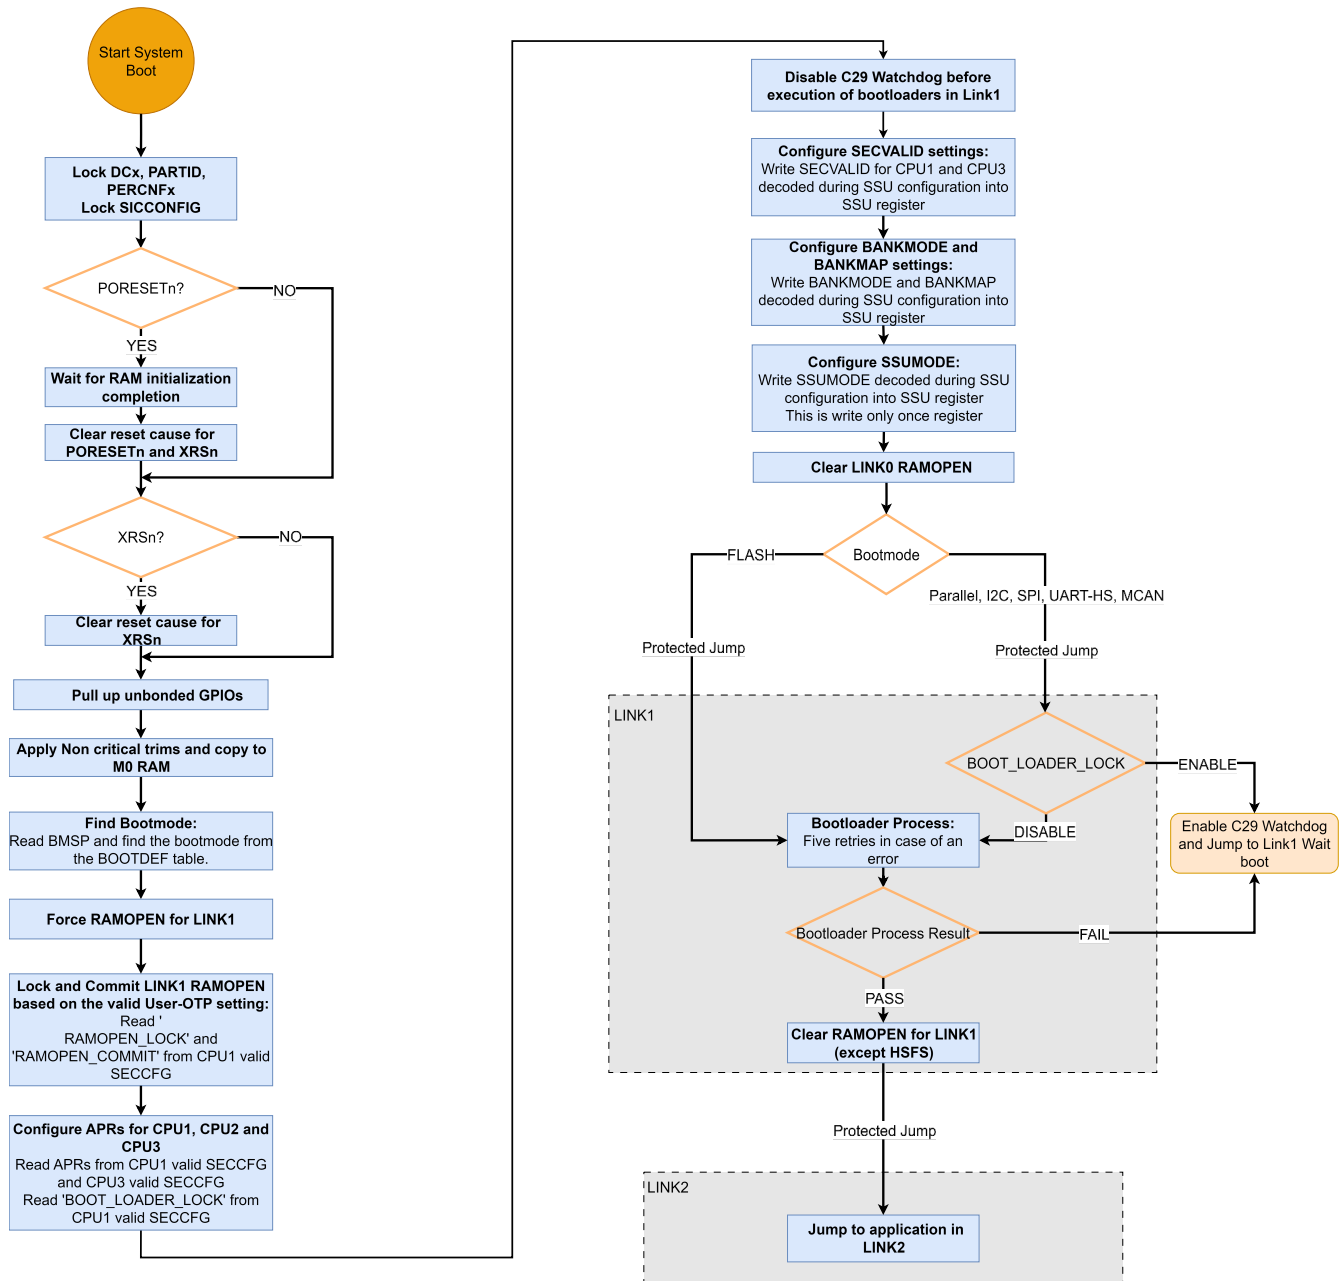 Start System
Boot
Lock DCx, PARTID,
PERCNFx
Lock SICCONFIG
PORESETn?
NO
YES
Wait for RAM initialization
completion
Clear reset cause for
PORESETn and XRSn
XRSn?
NO
YES
Clear reset cause for
XRSn
Pull up unbonded GPIOs
Apply Non critical trims and copy to
M0 RAM
Find Bootmode:
Read BMSP and find the bootmode from
the BOOTDEF table.
Force RAMOPEN for LINK1
Lock and Commit LINK1 RAMOPEN
based on the valid User-OTP setting:
Read '
RAMOPEN_LOCK' and
'RAMOPEN_COMMIT' from CPU1 valid
SECCFG
Configure APRs for CPU1, CPU2 and
CPU3
Read APRs from CPU1 valid SECCFG
and CPU3 valid SECCFG
Read 'BOOT_LOADER_LOCK' from
CPU1 valid SECCFG
Disable C29 Watchdog before
execution of bootloaders in Link1
Configure SECVALID settings:
Write SECVALID for CPU1 and CPU3
decoded during SSU configuration into
SSU register
Configure BANKMODE and
BANKMAP settings:
Write BANKMODE and BANKMAP
decoded during SSU configuration into
SSU register
Configure SSUMODE:
Write SSUMODE decoded during SSU
configuration into SSU register
This is write only once register
Clear LINK0 RAMOPEN
Bootmode
FLASH
Parallel, I2C, SPI, UART-HS, MCAN
Protected Jump
Protected Jump
LINK1
BOOT_LOADER_LOCK
ENABLE
DISABLE
Enable C29 Watchdog
and Jump to Link1 Wait
boot
Bootloader Process:
Five retries in case of an
error
Bootloader Process Result
FAIL
PASS
Clear RAMOPEN for LINK1
(except HSFS)
Protected Jump
LINK2
Jump to application in
LINK2